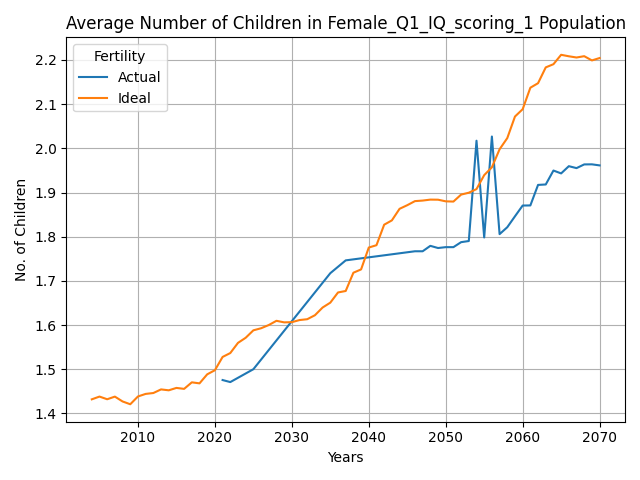 Average Number of Children in Female_Q1_IQ_scoring_1 Population
Fertility
Actual
Ideal
No. of Children
2.2
2.1
2.0
1.9
1.8
1.7
1.6
1.5
1.4
2010 2020 2030 2040 2050 2060 2070
Years